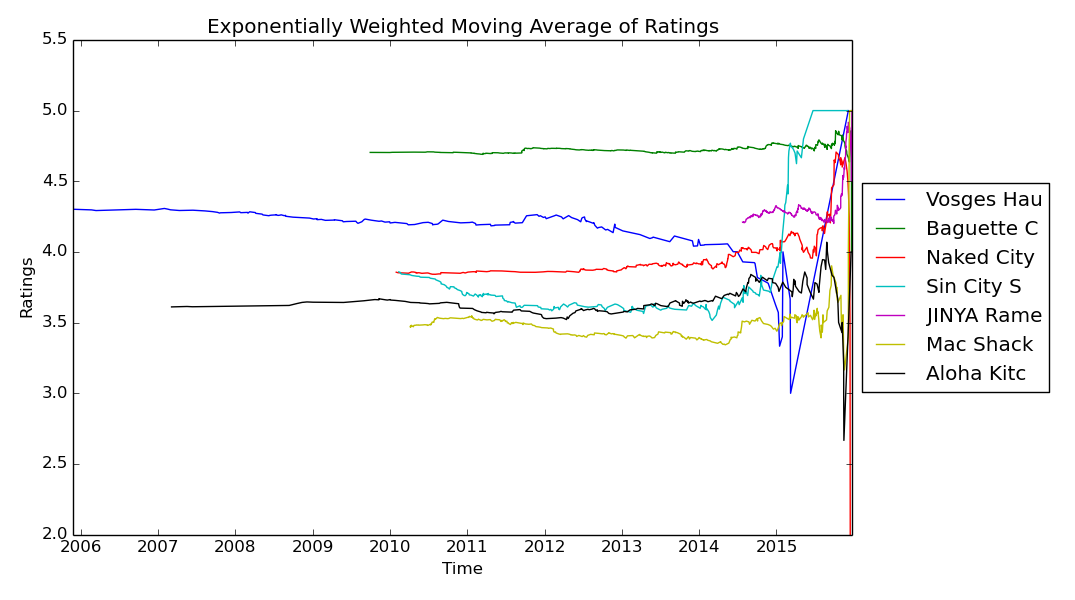 Exponentially Weighted Moving Average of Ratings
5.5
5.0
4.5
4.0
3.5
3.0
2.5
2.0
Ratings
2006 2007 2008 2009 2010 2011 2012 2013 2014 2015
Time
Vosges Hau
Baguette C
Naked City
Sin City S
JINYA Rame
Mac Shack
Aloha Kitc